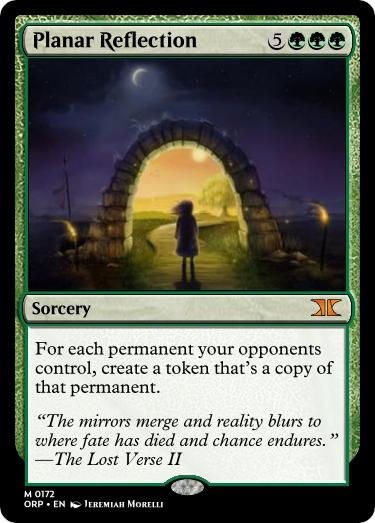 Planar Reflection 5
Sorcery
For each permanent your opponents
control, create a token that's a copy of
that permanent.
“The mirrors merge and reality blurs to
where fate has died and chance endures.”
—The Lost Verse II
M 0172
ORP • EN Jeremiah Morelli